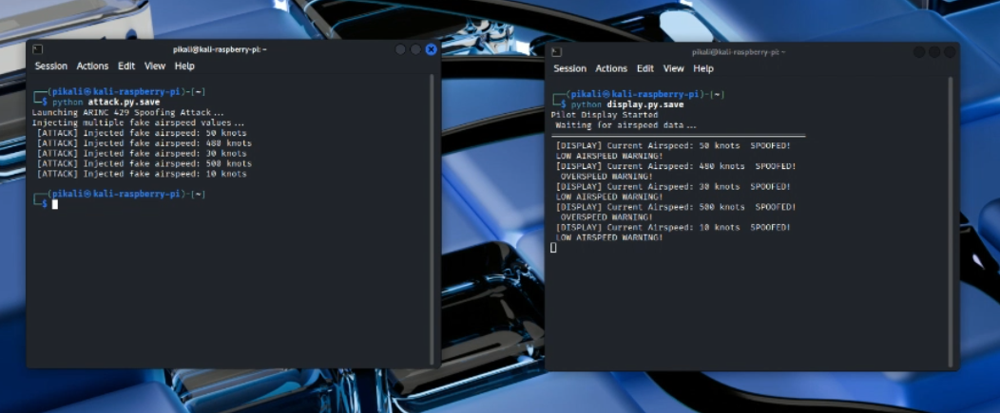 pikali@kali-raspberry-pi: ~
Session Actions Edit View Help
┌──(pikali㉿kali-raspberry-pi)-[~]
└─$ python attack.py.save
Launching ARINC 429 Spoofing Attack...
Injecting multiple fake airspeed values...
[ATTACK] Injected fake airspeed: 50 knots
[ATTACK] Injected fake airspeed: 480 knots
[ATTACK] Injected fake airspeed: 30 knots
[ATTACK] Injected fake airspeed: 500 knots
[ATTACK] Injected fake airspeed: 10 knots
┌──(pikali㉿kali-raspberry-pi)-[~]
└─$
pikali@kali-raspberry-pi: ~
Session Actions Edit View Help
┌──(pikali㉿kali-raspberry-pi)-[~]
└─$ python display.py.save
Pilot Display Started
Waiting for airspeed data...
[DISPLAY] Current Airspeed: 50 knots SPOOFED!
LOW AIRSPEED WARNING!
[DISPLAY] Current Airspeed: 480 knots SPOOFED!
OVERSPEED WARNING!
[DISPLAY] Current Airspeed: 30 knots SPOOFED!
LOW AIRSPEED WARNING!
[DISPLAY] Current Airspeed: 500 knots SPOOFED!
OVERSPEED WARNING!
[DISPLAY] Current Airspeed: 10 knots SPOOFED!
LOW AIRSPEED WARNING!